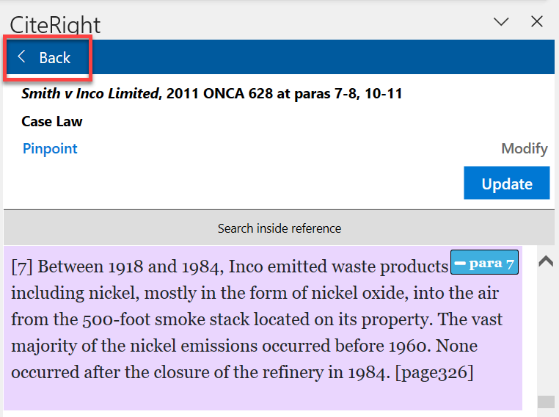 CiteRight
Back
Smith v Inco Limited, 2011 ONCA 628 at paras 7-8, 10-11
Case Law
Pinpoint
Modify
Update
Search inside reference
[7] Between 1918 and 1984, Inco emitted waste products
− para 7
including nickel, mostly in the form of nickel oxide, into the air
from the 500-foot smoke stack located on its property. The vast
majority of the nickel emissions occurred before 1960. None
occurred after the closure of the refinery in 1984. [page326]